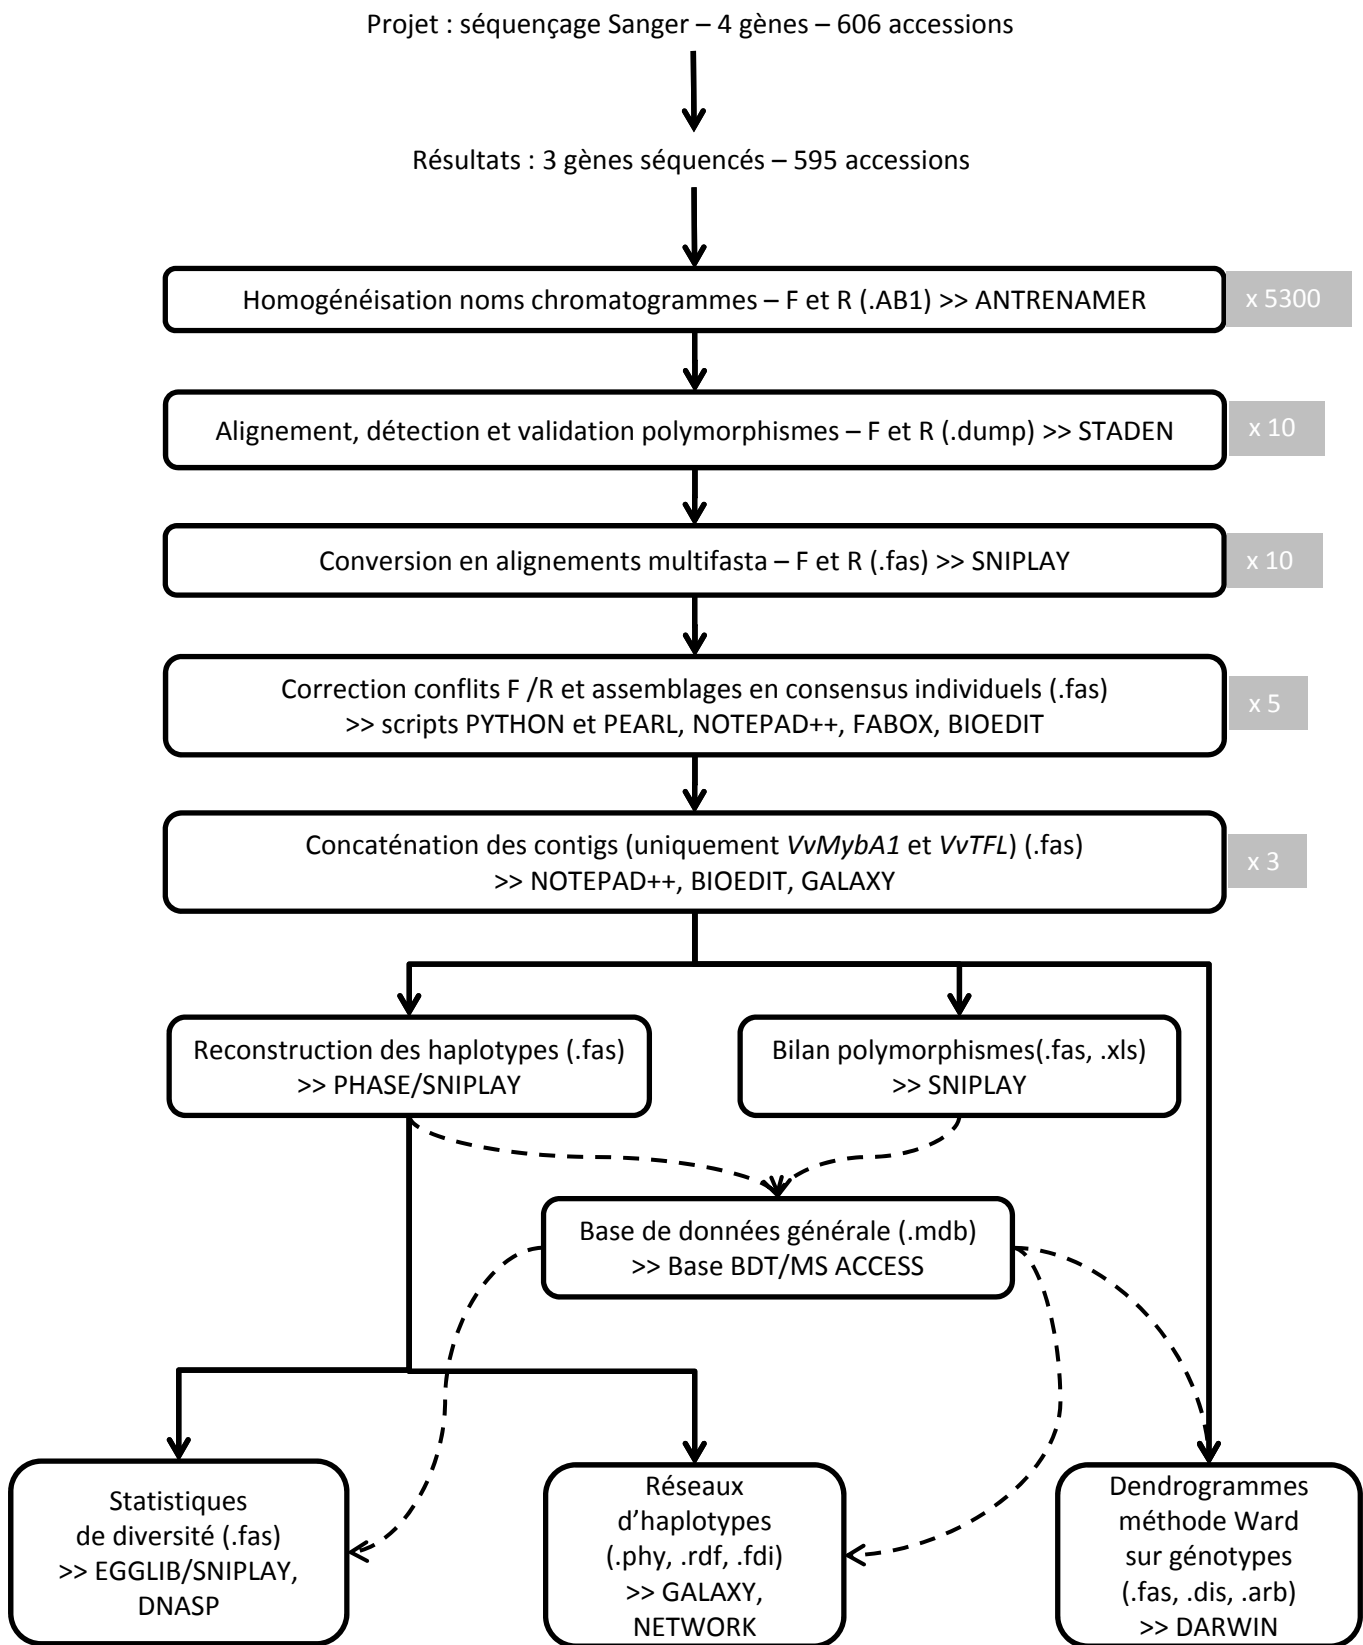 Projet : séquençage Sanger – 4 gènes – 606 accessions
Résultats : 3 gènes séquencés – 595 accessions
Homogénéisation noms chromatogrammes – F et R (.AB1) >> ANTRENAMER
x 5300
Alignement, détection et validation polymorphismes – F et R (.dump) >> STADEN
x 10
Conversion en alignements multifasta – F et R (.fas) >> SNIPLAY
x 10
Correction conflits F /R et assemblages en consensus individuels (.fas)
>> scripts PYTHON et PEARL, NOTEPAD++, FABOX, BIOEDIT
x 5
Concaténation des contigs (uniquement VvMybA1 et VvTFL) (.fas)
>> NOTEPAD++, BIOEDIT, GALAXY
x 3
Reconstruction des haplotypes (.fas)
>> PHASE/SNIPLAY
Bilan polymorphismes(.fas, .xls)
>> SNIPLAY
Base de données générale (.mdb)
>> Base BDT/MS ACCESS
Statistiques
de diversité (.fas)
>> EGGLIB/SNIPLAY,
DNASP
Réseaux
d’haplotypes
(.phy, .rdf, .fdi)
>> GALAXY,
NETWORK
Dendrogrammes
méthode Ward
sur génotypes
(.fas, .dis, .arb)
>> DARWIN